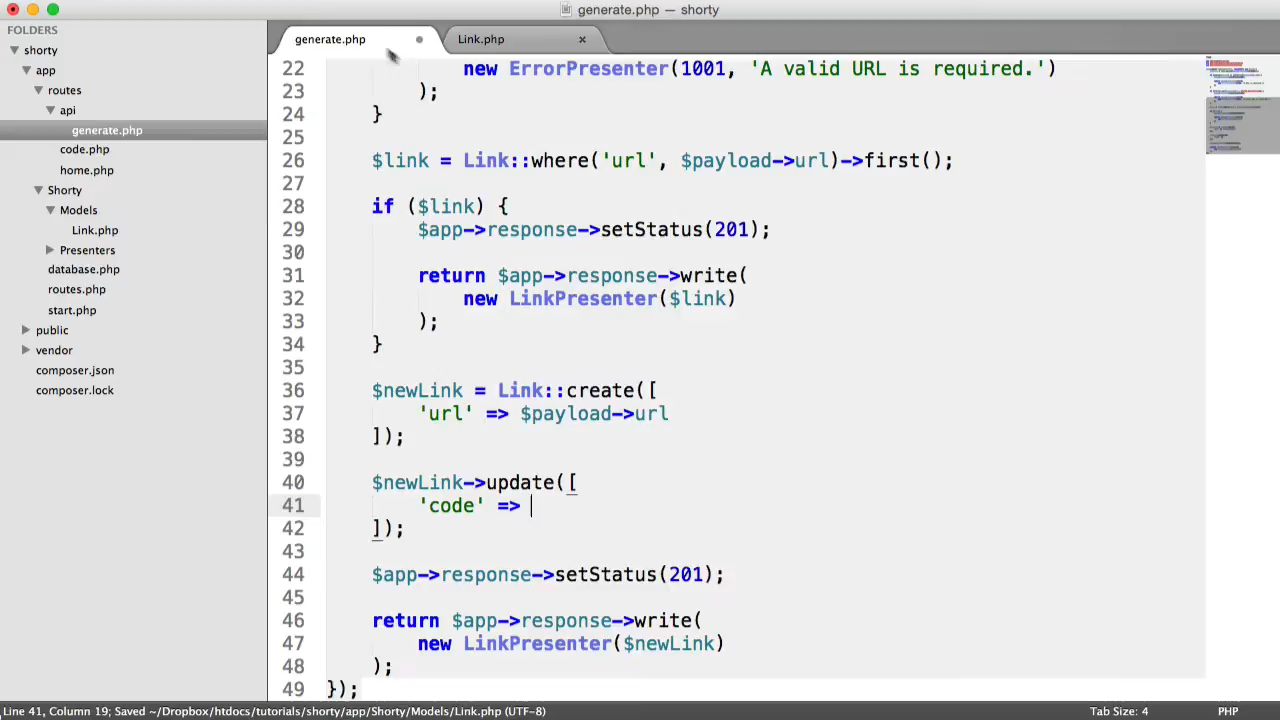 generate.php — shorty
FOLDERS
shorty
app
routes
api
generate.php
code.php
home.php
Shorty
Models
Link.php
Presenters
database.php
routes.php
start.php
public
vendor
composer.json
composer.lock
generate.php
Link.php
22 new ErrorPresenter(1001, 'A valid URL is required.')
23 );
24 }
25
26 $link = Link::where('url', $payload->url)->first();
27
28 if ($link) {
29 $app->response->setStatus(201);
30
31 return $app->response->write(
32 new LinkPresenter($link)
33 );
34 }
35
36 $newLink = Link::create([
37 'url' => $payload->url
38 ]);
39
40 $newLink->update([
41 'code' =>
42 ]);
43
44 $app->response->setStatus(201);
45
46 return $app->response->write(
47 new LinkPresenter($newLink)
48 );
49 });
Line 41, Column 19; Saved ~/Dropbox/htdocs/tutorials/shorty/app/Shorty/Models/Link.php (UTF-8)
Tab Size: 4
PHP